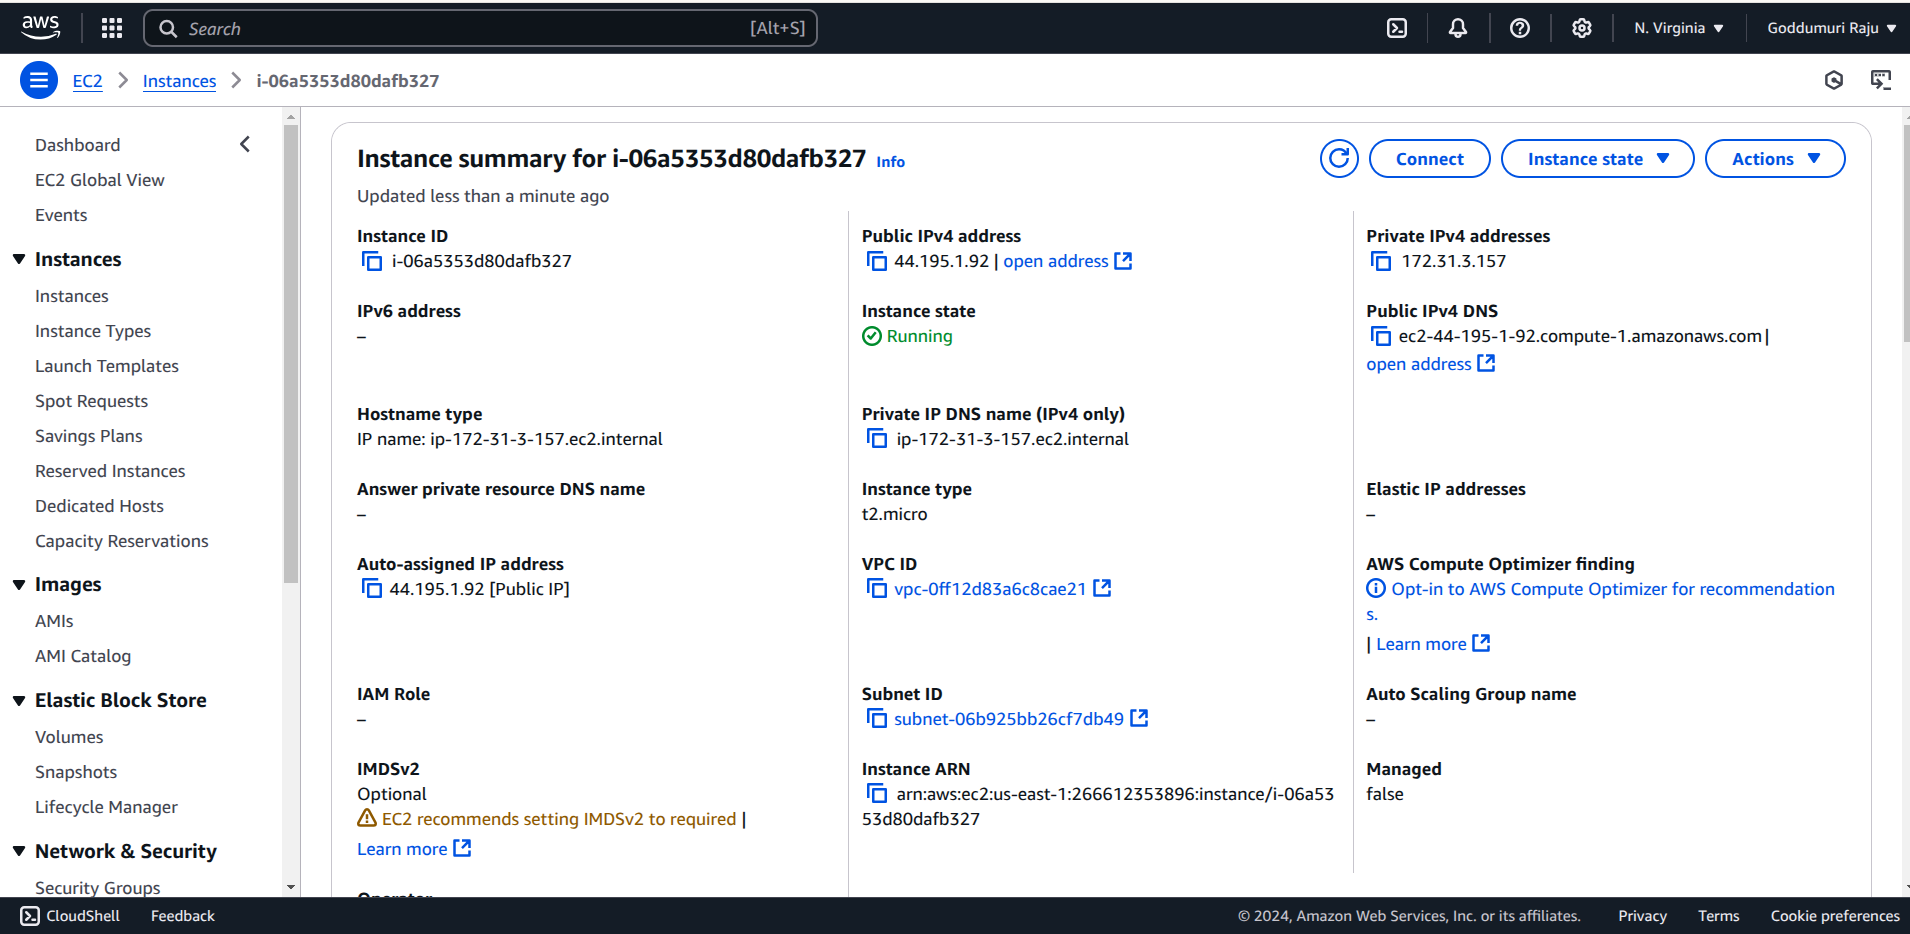 aws
Search
[Alt+S]
N. Virginia
Goddumuri Raju
EC2
Instances
i-06a5353d80dafb327
Dashboard
EC2 Global View
Events
Instances
Instances
Instance Types
Launch Templates
Spot Requests
Savings Plans
Reserved Instances
Dedicated Hosts
Capacity Reservations
Images
AMIs
AMI Catalog
Elastic Block Store
Volumes
Snapshots
Lifecycle Manager
Network & Security
Security Groups
Instance summary for i-06a5353d80dafb327 Info
Updated less than a minute ago
Connect
Instance state
Actions
Instance ID
i-06a5353d80dafb327
Public IPv4 address
44.195.1.92 | open address
Private IPv4 addresses
172.31.3.157
IPv6 address
–
Instance state
Running
Public IPv4 DNS
ec2-44-195-1-92.compute-1.amazonaws.com |
open address
Hostname type
IP name: ip-172-31-3-157.ec2.internal
Private IP DNS name (IPv4 only)
ip-172-31-3-157.ec2.internal
Answer private resource DNS name
–
Instance type
t2.micro
Elastic IP addresses
–
Auto-assigned IP address
44.195.1.92 [Public IP]
VPC ID
vpc-0ff12d83a6c8cae21
AWS Compute Optimizer finding
Opt-in to AWS Compute Optimizer for recommendation
s.
| Learn more
IAM Role
–
Subnet ID
subnet-06b925bb26cf7db49
Auto Scaling Group name
–
IMDSv2
Optional
EC2 recommends setting IMDSv2 to required |
Learn more
Instance ARN
arn:aws:ec2:us-east-1:266612353896:instance/i-06a53
53d80dafb327
Managed
false
Operator
CloudShell
Feedback
© 2024, Amazon Web Services, Inc. or its affiliates.
Privacy
Terms
Cookie preferences